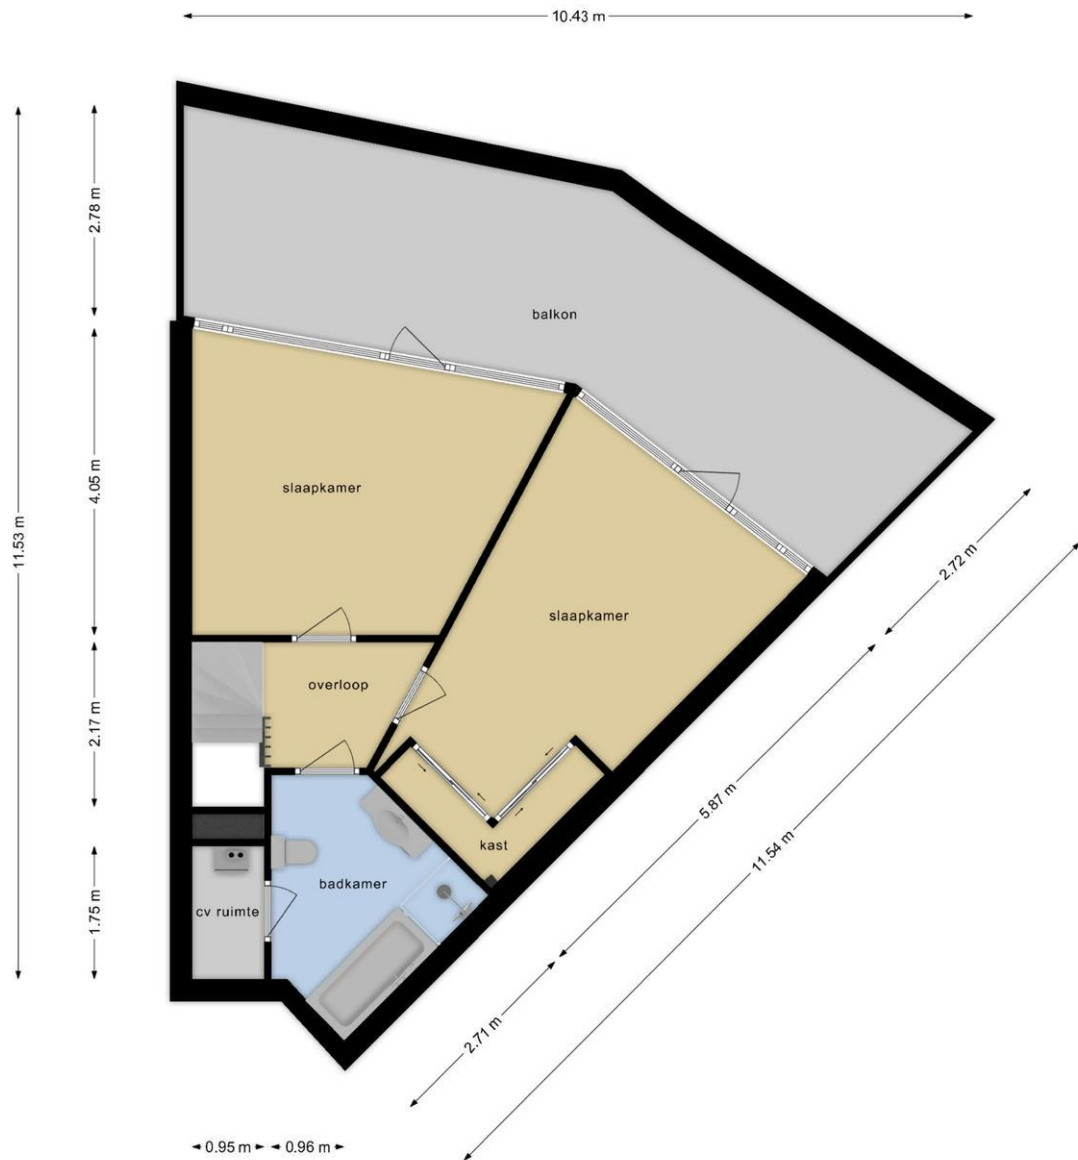 10.43 m
2.78 m
balkon
4.05 m
slaapkamer
11.53 m
2.72 m
slaapkamer
overloop
2.17 m
5.87 m
kast
11.54 m
badkamer
cv ruimte
1.75 m
2.71 m
0.95 m
0.96 m